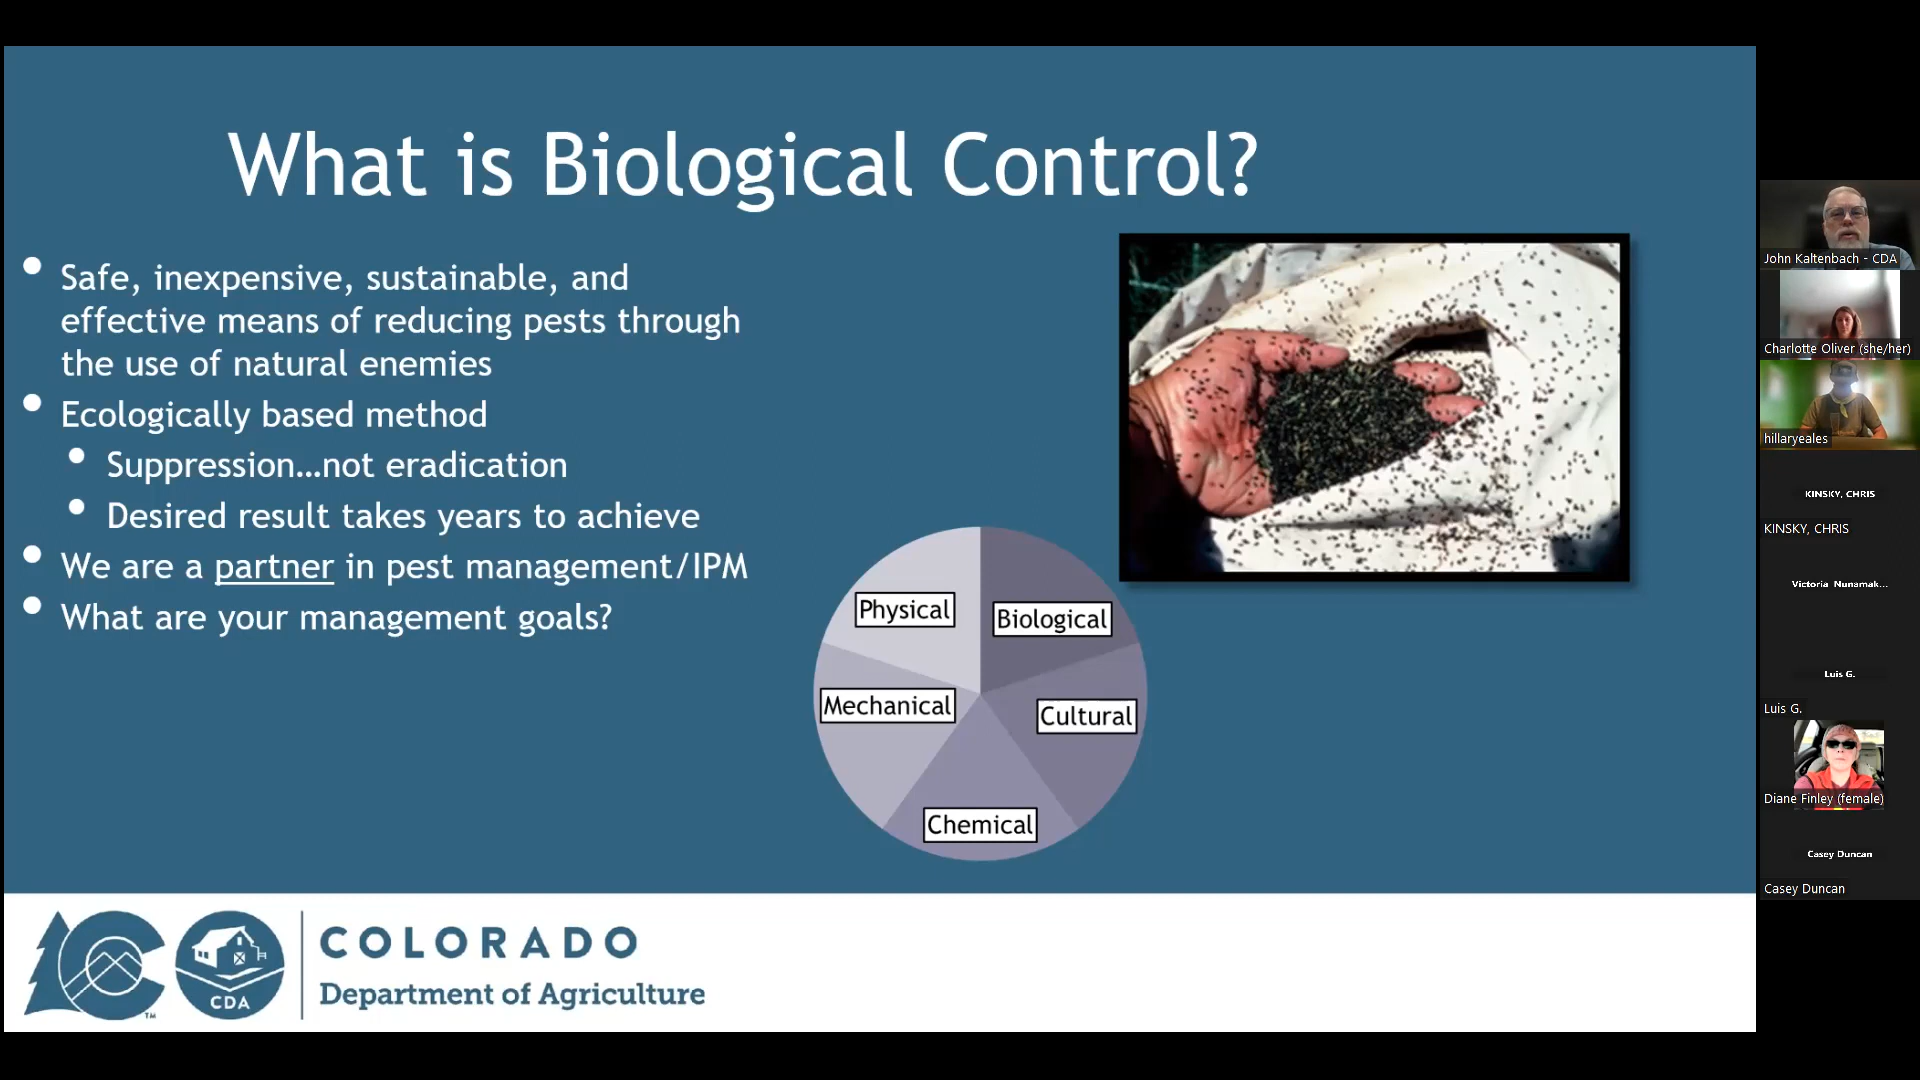 What is Biological Control?
• Safe, inexpensive, sustainable, and
effective means of reducing pests through
the use of natural enemies
• Ecologically based method
• Suppression…not eradication
• Desired result takes years to achieve
• We are a partner in pest management/IPM
• What are your management goals?
Physical
Biological
Mechanical
Cultural
Chemical
CDA
TM
COLORADO
Department of Agriculture
John Kaltenbach - CDA
Charlotte Oliver (she/her)
hillaryeales
KINSKY, CHRIS
KINSKY, CHRIS
Victoria Nunamak...
Luis G.
Luis G.
Diane Finley (female)
Casey Duncan
Casey Duncan